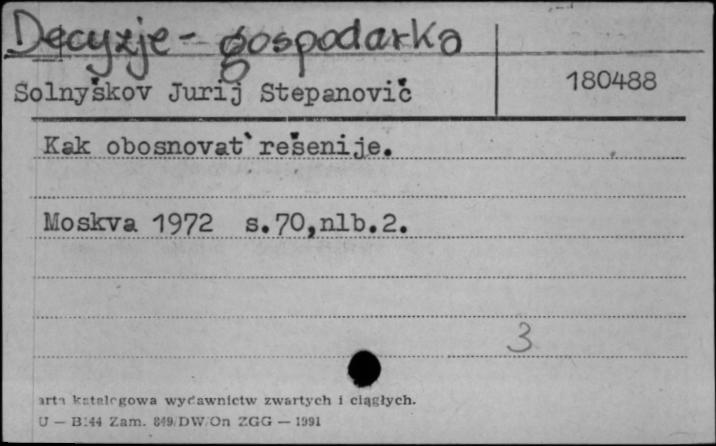 Decyzje - gospodarka
Solnyškov Jurij Stepanovič
180488
Kak obosnovat`rešenije.
Moskva 1972 s.70,nlb.2.
3
arta katalogowa wydawnictw zwartych i ciągłych.
U — B144 Zam. 849/DW/On ZGG — 1991